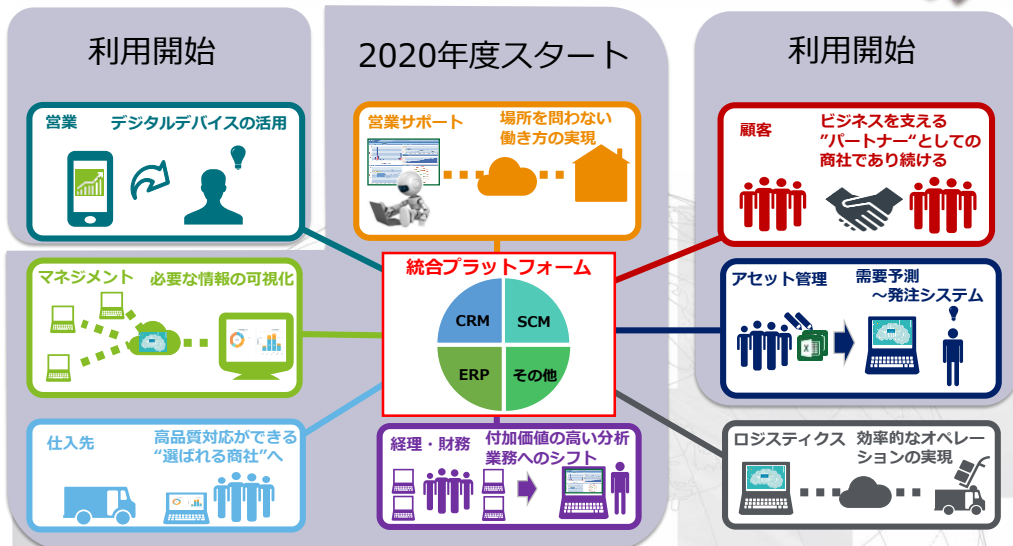 利用開始
2020年度スタート
利用開始
営業
デジタルデバイスの活用
営業サポート
場所を問わない
働き方の実現
顧客
ビジネスを支える
”パートナー“としての
商社であり続ける
マネジメント
必要な情報の可視化
統合プラットフォーム
CRM
SCM
ERP
その他
アセット管理
需要予測
～発注システム
仕入先
高品質対応ができる
“選ばれる商社”へ
経理・財務
付加価値の高い分析
業務へのシフト
ロジスティクス
効率的なオペレー
ションの実現